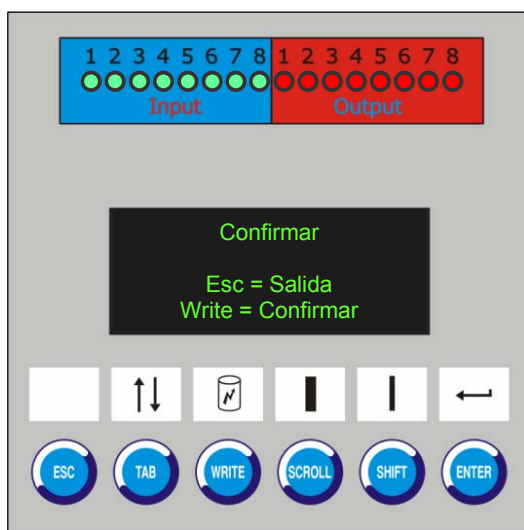 1 2 3 4 5 6 7 8 1 2 3 4 5 6 7 8
Input Output
Confirmar
Esc = Salida
Write = Confirmar
ESC TAB WRITE SCROLL SHIFT ENTER